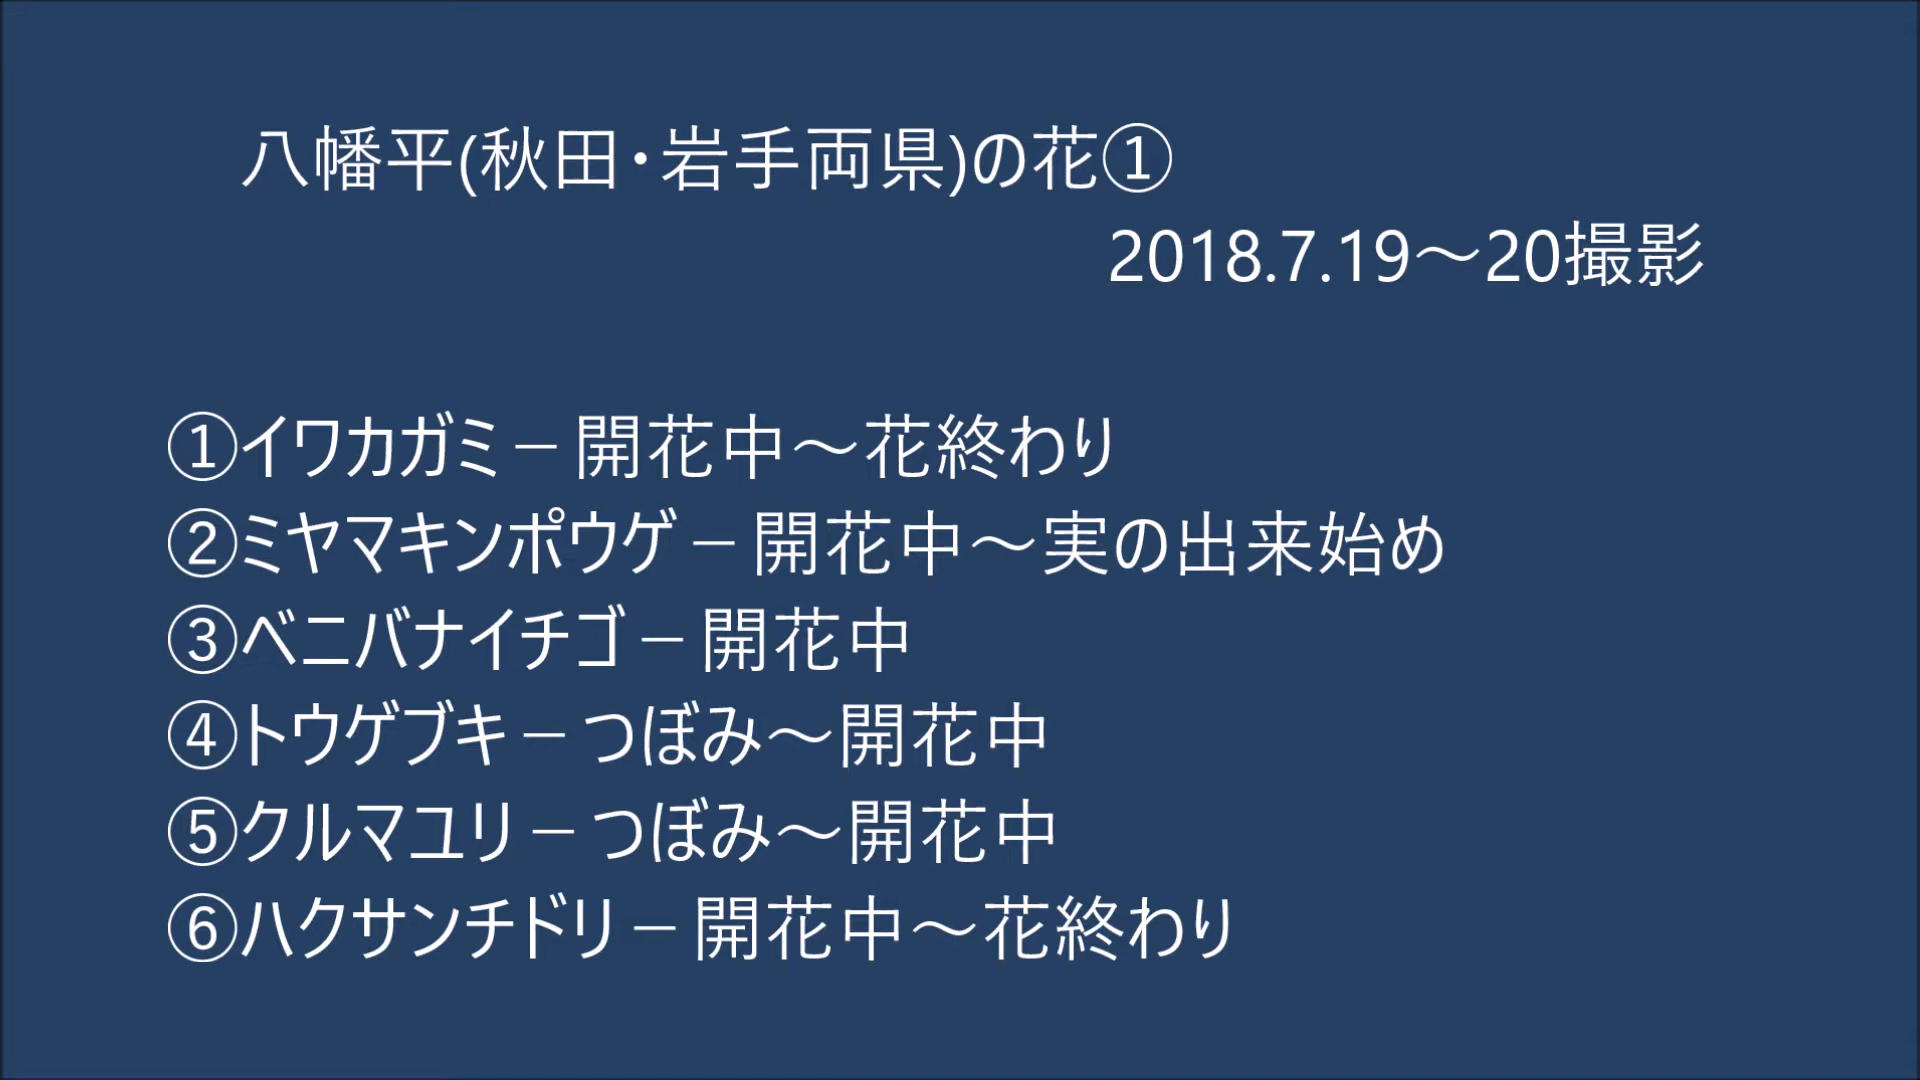 八幡平(秋田・岩手両県)の花①
2018.7.19～20撮影
①イワカガミ－開花中～花終わり
②ミヤマキンポウゲ－開花中～実の出来始め
③ベニバナイチゴ－開花中
④トウゲブキ－つぼみ～開花中
⑤クルマユリ－つぼみ～開花中
⑥ハクサンチドリ－開花中～花終わり